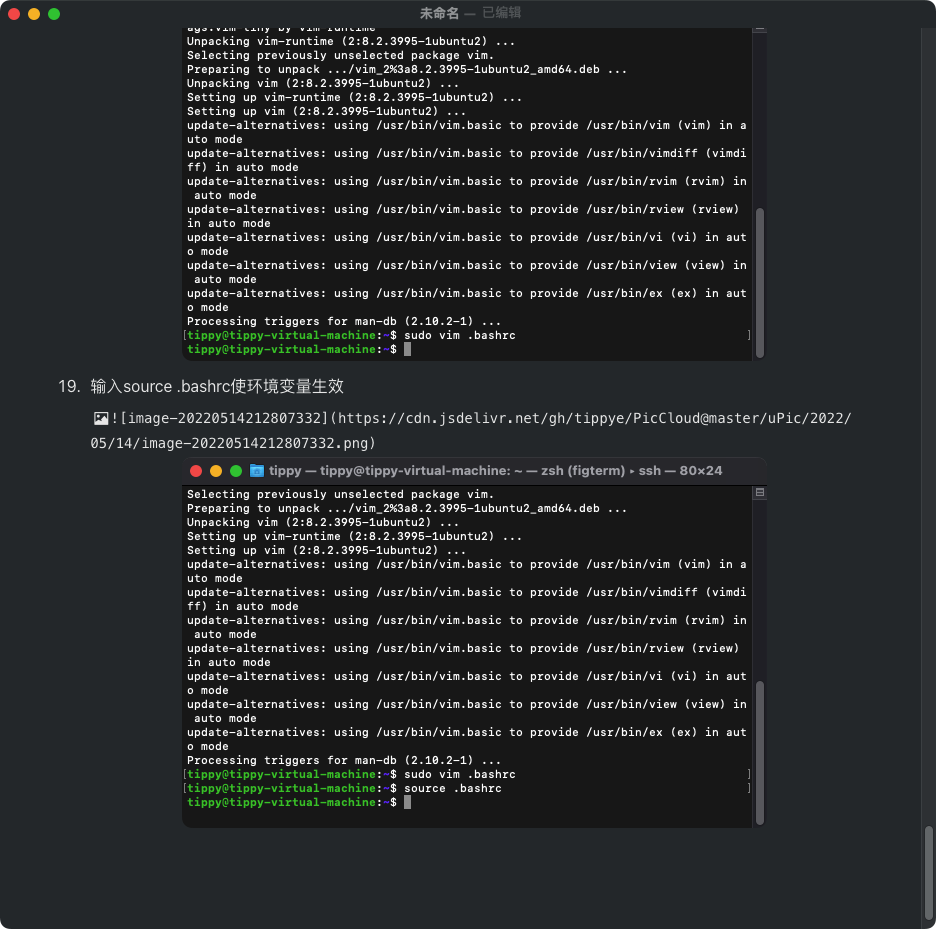 未命名 — 已编辑
ags.vim-tiny by vim-runtime
Unpacking vim-runtime (2:8.2.3995-1ubuntu2) ...
Selecting previously unselected package vim.
Preparing to unpack .../vim_2%3a8.2.3995-1ubuntu2_amd64.deb ...
Unpacking vim (2:8.2.3995-1ubuntu2) ...
Setting up vim-runtime (2:8.2.3995-1ubuntu2) ...
Setting up vim (2:8.2.3995-1ubuntu2) ...
update-alternatives: using /usr/bin/vim.basic to provide /usr/bin/vim (vim) in a
uto mode
update-alternatives: using /usr/bin/vim.basic to provide /usr/bin/vimdiff (vimdi
ff) in auto mode
update-alternatives: using /usr/bin/vim.basic to provide /usr/bin/rvim (rvim) in
 auto mode
update-alternatives: using /usr/bin/vim.basic to provide /usr/bin/rview (rview)
in auto mode
update-alternatives: using /usr/bin/vim.basic to provide /usr/bin/vi (vi) in aut
o mode
update-alternatives: using /usr/bin/vim.basic to provide /usr/bin/view (view) in
 auto mode
update-alternatives: using /usr/bin/vim.basic to provide /usr/bin/ex (ex) in aut
o mode
Processing triggers for man-db (2.10.2-1) ...
[tippy@tippy-virtual-machine:~$ sudo vim .bashrc ]
tippy@tippy-virtual-machine:~$
19. 输入source .bashrc使环境变量生效
![image-20220514212807332](https://cdn.jsdelivr.net/gh/tippye/PicCloud@master/uPic/2022/
05/14/image-20220514212807332.png)
tippy — tippy@tippy-virtual-machine: ~ — zsh (figterm) ▸ ssh — 80×24
Selecting previously unselected package vim.
Preparing to unpack .../vim_2%3a8.2.3995-1ubuntu2_amd64.deb ...
Unpacking vim (2:8.2.3995-1ubuntu2) ...
Setting up vim-runtime (2:8.2.3995-1ubuntu2) ...
Setting up vim (2:8.2.3995-1ubuntu2) ...
update-alternatives: using /usr/bin/vim.basic to provide /usr/bin/vim (vim) in a
uto mode
update-alternatives: using /usr/bin/vim.basic to provide /usr/bin/vimdiff (vimdi
ff) in auto mode
update-alternatives: using /usr/bin/vim.basic to provide /usr/bin/rvim (rvim) in
 auto mode
update-alternatives: using /usr/bin/vim.basic to provide /usr/bin/rview (rview)
in auto mode
update-alternatives: using /usr/bin/vim.basic to provide /usr/bin/vi (vi) in aut
o mode
update-alternatives: using /usr/bin/vim.basic to provide /usr/bin/view (view) in
 auto mode
update-alternatives: using /usr/bin/vim.basic to provide /usr/bin/ex (ex) in aut
o mode
Processing triggers for man-db (2.10.2-1) ...
[tippy@tippy-virtual-machine:~$ sudo vim .bashrc ]
[tippy@tippy-virtual-machine:~$ source .bashrc ]
tippy@tippy-virtual-machine:~$